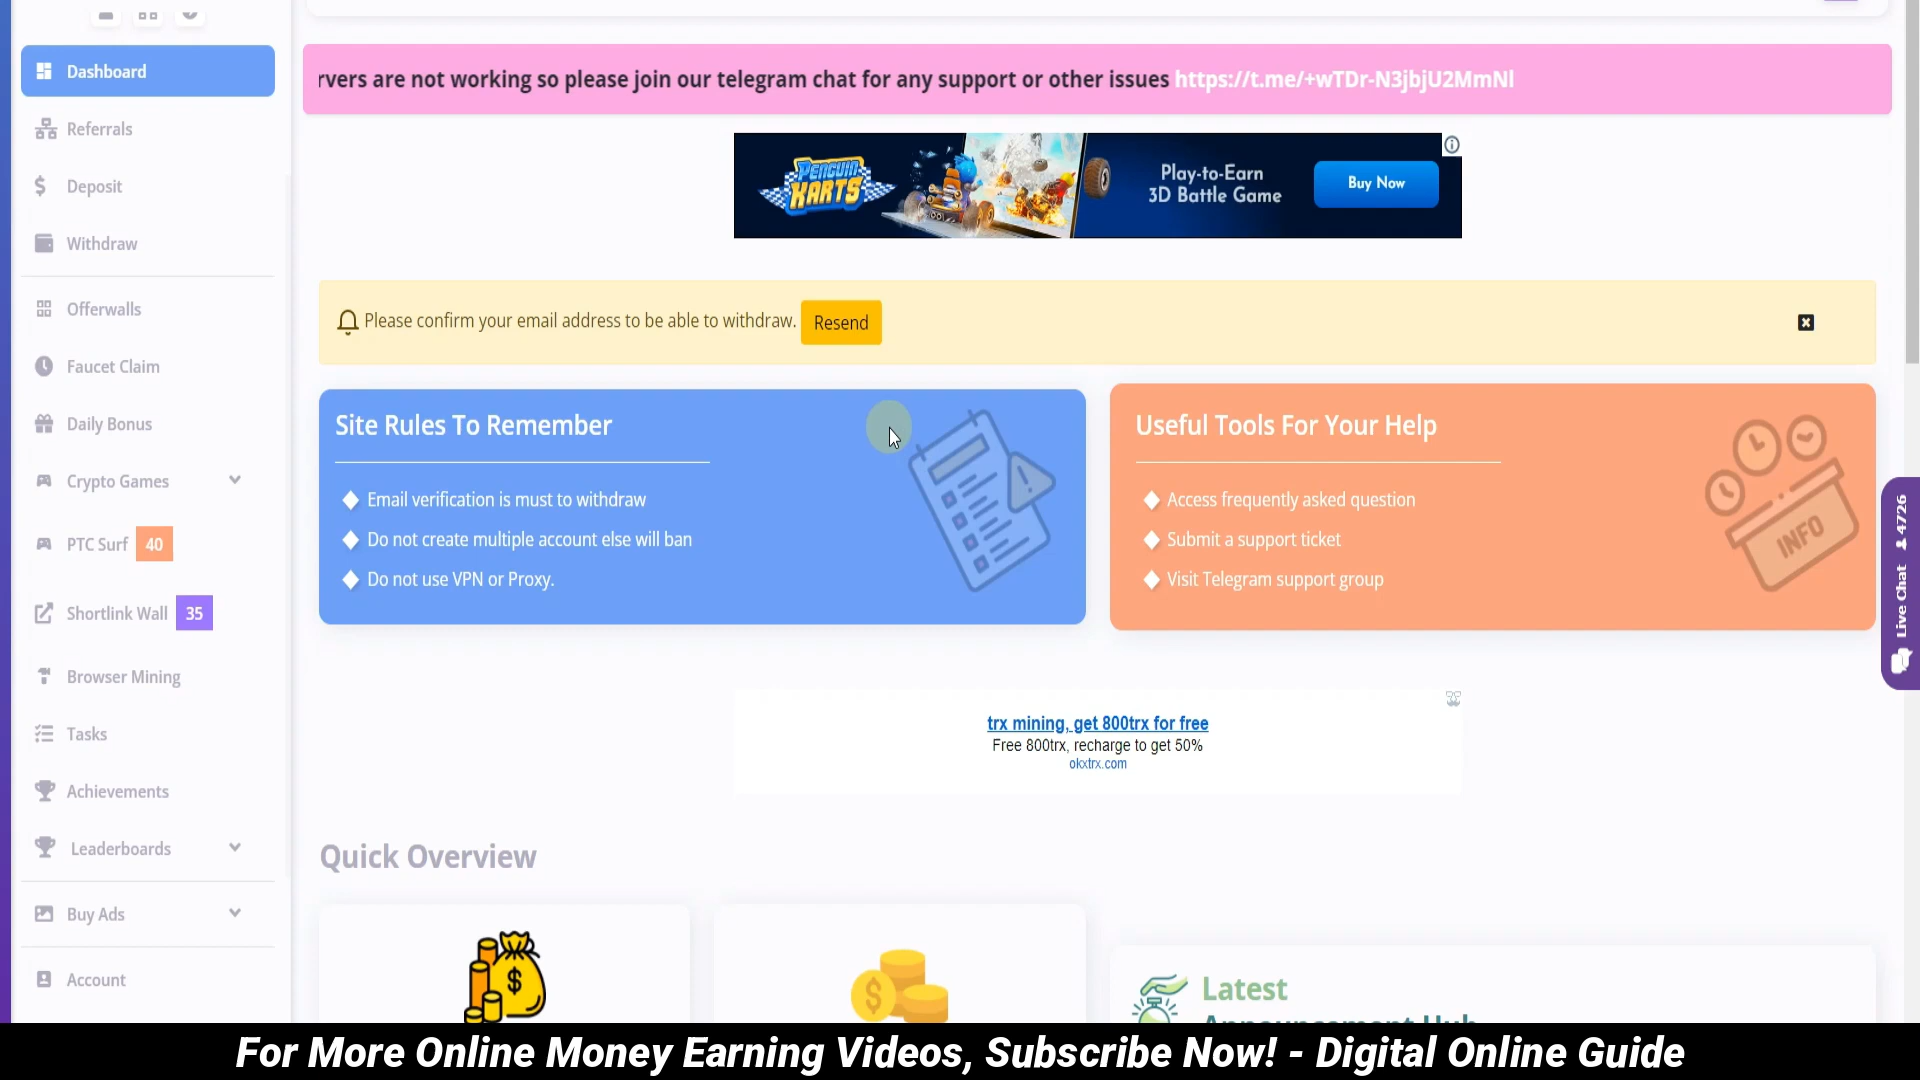 Dashboard
Referrals
Deposit
Withdraw
Offerwalls
Faucet Claim
Daily Bonus
Crypto Games
PTC Surf 40
Shortlink Wall 35
Browser Mining
Tasks
Achievements
Leaderboards
Buy Ads
Account
rvers are not working so please join our telegram chat for any support or other issues https://t.me/+wTDr-N3jbjU2MmNl
PENGUIN
KARTS
Play-to-Earn
3D Battle Game
Buy Now
Please confirm your email address to be able to withdraw. Resend
Site Rules To Remember
Email verification is must to withdraw
Do not create multiple account else will ban
Do not use VPN or Proxy.
Useful Tools For Your Help
Access frequently asked question
Submit a support ticket
Visit Telegram support group
INFO
Live Chat 4726
trx mining, get 800trx for free
Free 800trx, recharge to get 50%
okxtrx.com
Quick Overview
Latest
Announcement Hub
For More Online Money Earning Videos, Subscribe Now! - Digital Online Guide